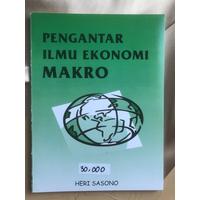 PENGANTAR
ILMU EKONOMI
MAKRO
30.000
HERI SASONO